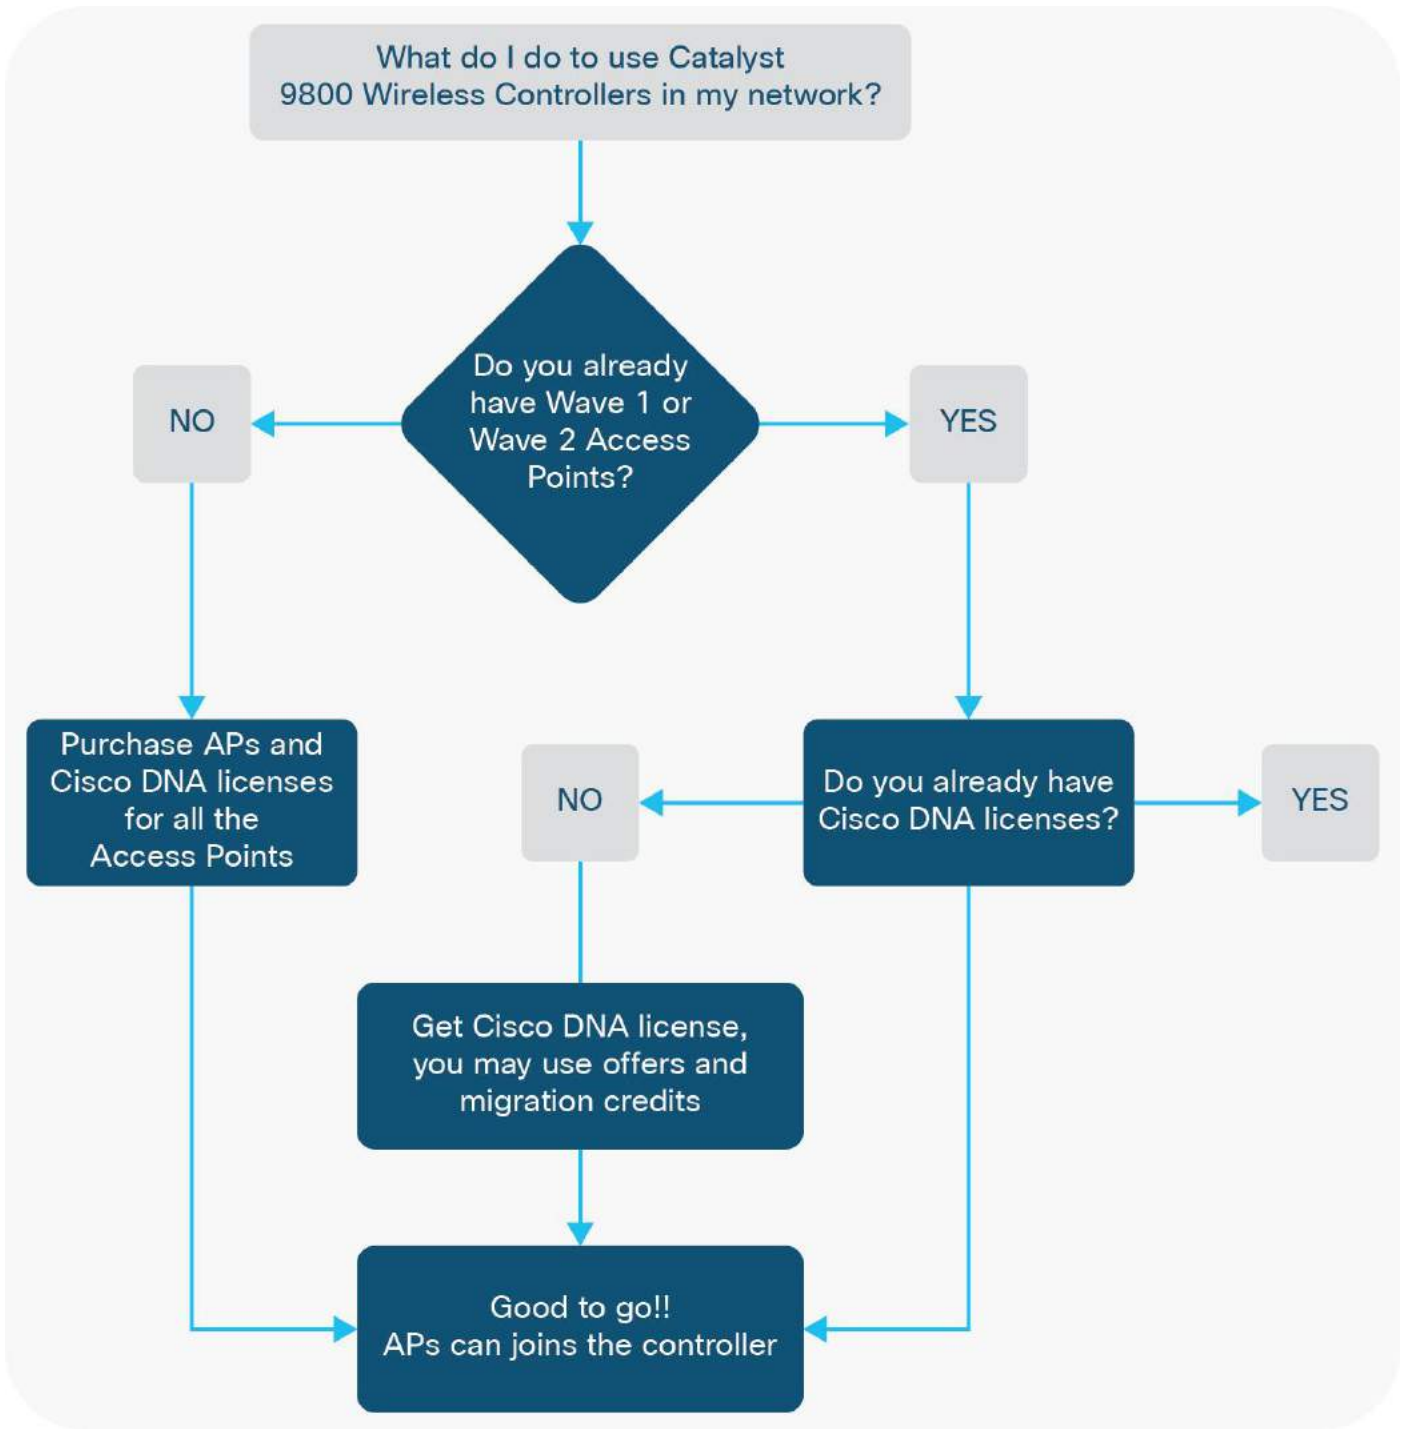 What do I do to use Catalyst
9800 Wireless Controllers in my network?
Do you already
have Wave 1 or
Wave 2 Access
Points?
NO
YES
Purchase APs and
Cisco DNA licenses
for all the
Access Points
NO
Do you already have
Cisco DNA licenses?
YES
Get Cisco DNA license,
you may use offers and
migration credits
Good to go!!
APs can joins the controller